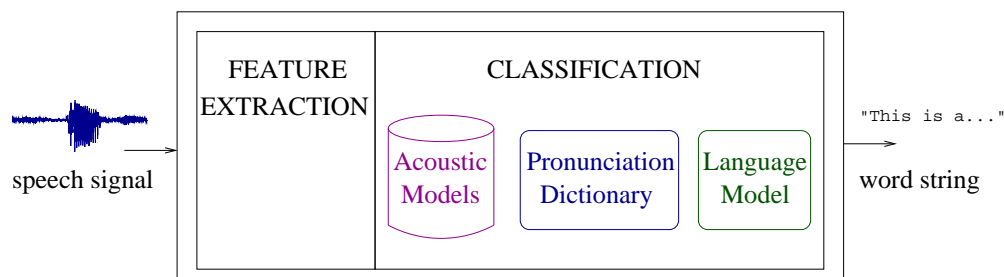 speech signal
FEATURE
EXTRACTION
CLASSIFICATION
Acoustic
Models
Pronunciation
Dictionary
Language
Model
"This is a..."
word string